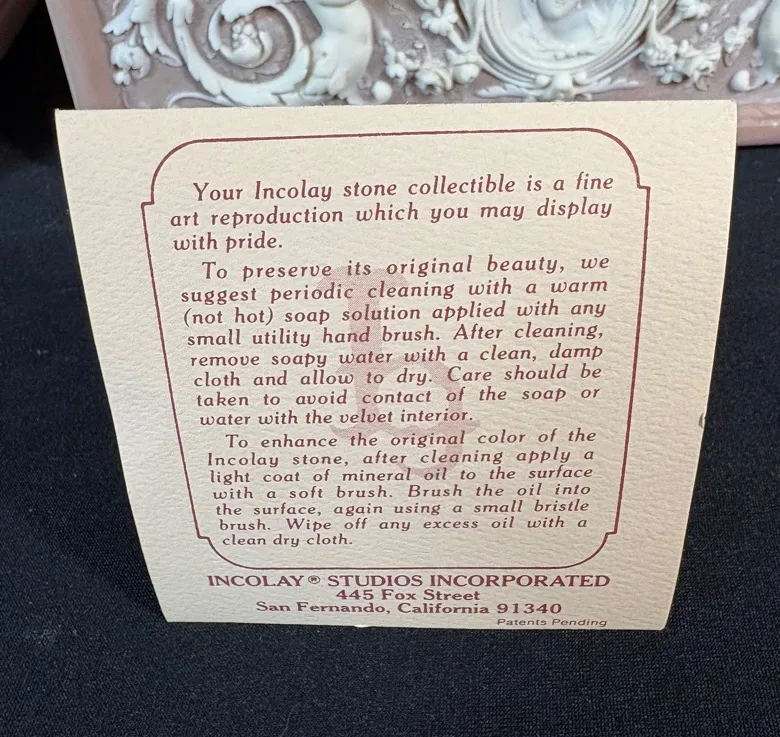 Your Incolay stone collectible is a fine
art reproduction which you may display
with pride.
To preserve its original beauty, we
suggest periodic cleaning with a warm
(not hot) soap solution applied with any
small utility hand brush. After cleaning,
remove soapy water with a clean, damp
cloth and allow to dry. Care should be
taken to avoid contact of the soap or
water with the velvet interior.
To enhance the original color of the
Incolay stone, after cleaning apply a
light coat of mineral oil to the surface
with a soft brush. Brush the oil into
the surface, again using a small bristle
brush. Wipe off any excess oil with a
clean dry cloth.
INCOLAY® STUDIOS INCORPORATED
445 Fox Street
San Fernando, California 91340
Patents Pending